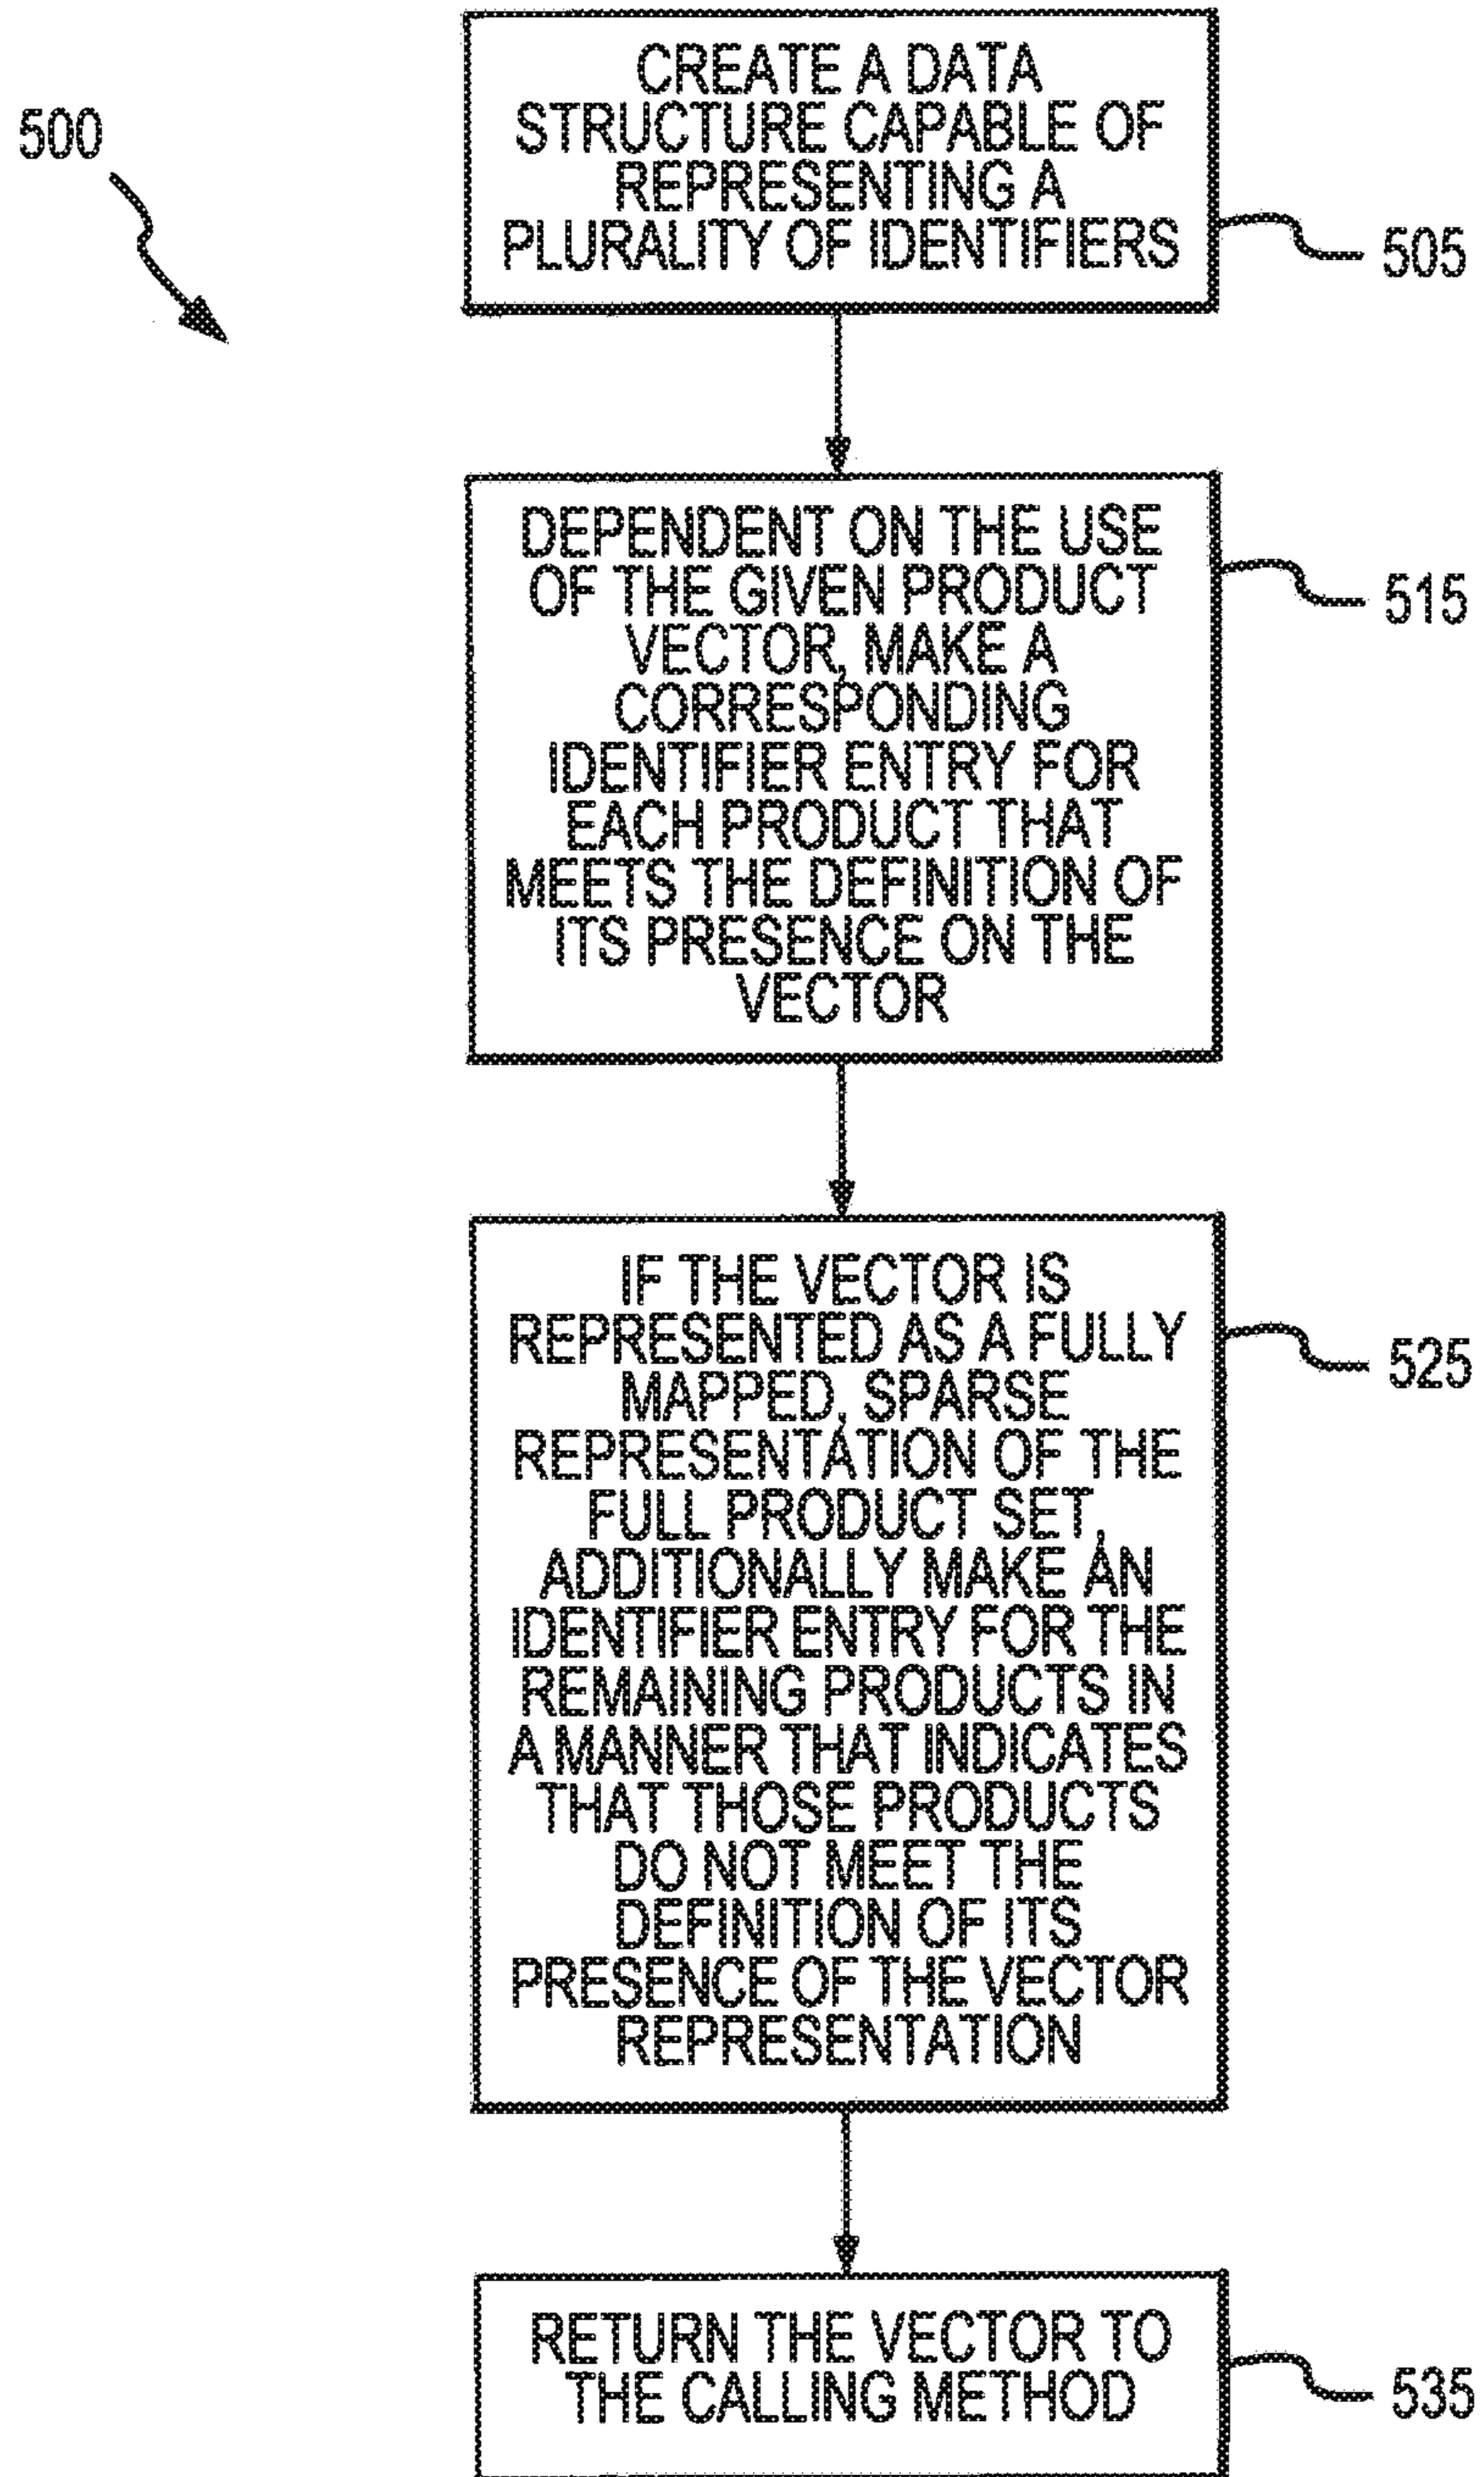 500
CREATE A DATA
STRUCTURE CAPABLE OF
REPRESENTING A
PLURALITY OF IDENTIFIERS
505
DEPENDENT ON THE USE
OF THE GIVEN PRODUCT
VECTOR, MAKE A
CORRESPONDING
IDENTIFIER ENTRY FOR
EACH PRODUCT THAT
MEETS THE DEFINITION OF
ITS PRESENCE ON THE
VECTOR
515
IF THE VECTOR IS
REPRESENTED AS A FULLY
MAPPED, SPARSE
REPRESENTATION OF THE
FULL PRODUCT SET,
ADDITIONALLY MAKE AN
IDENTIFIER ENTRY FOR THE
REMAINING PRODUCTS IN
A MANNER THAT INDICATES
THAT THOSE PRODUCTS
DO NOT MEET THE
DEFINITION OF ITS
PRESENCE OF THE VECTOR
REPRESENTATION
525
RETURN THE VECTOR TO
THE CALLING METHOD
535